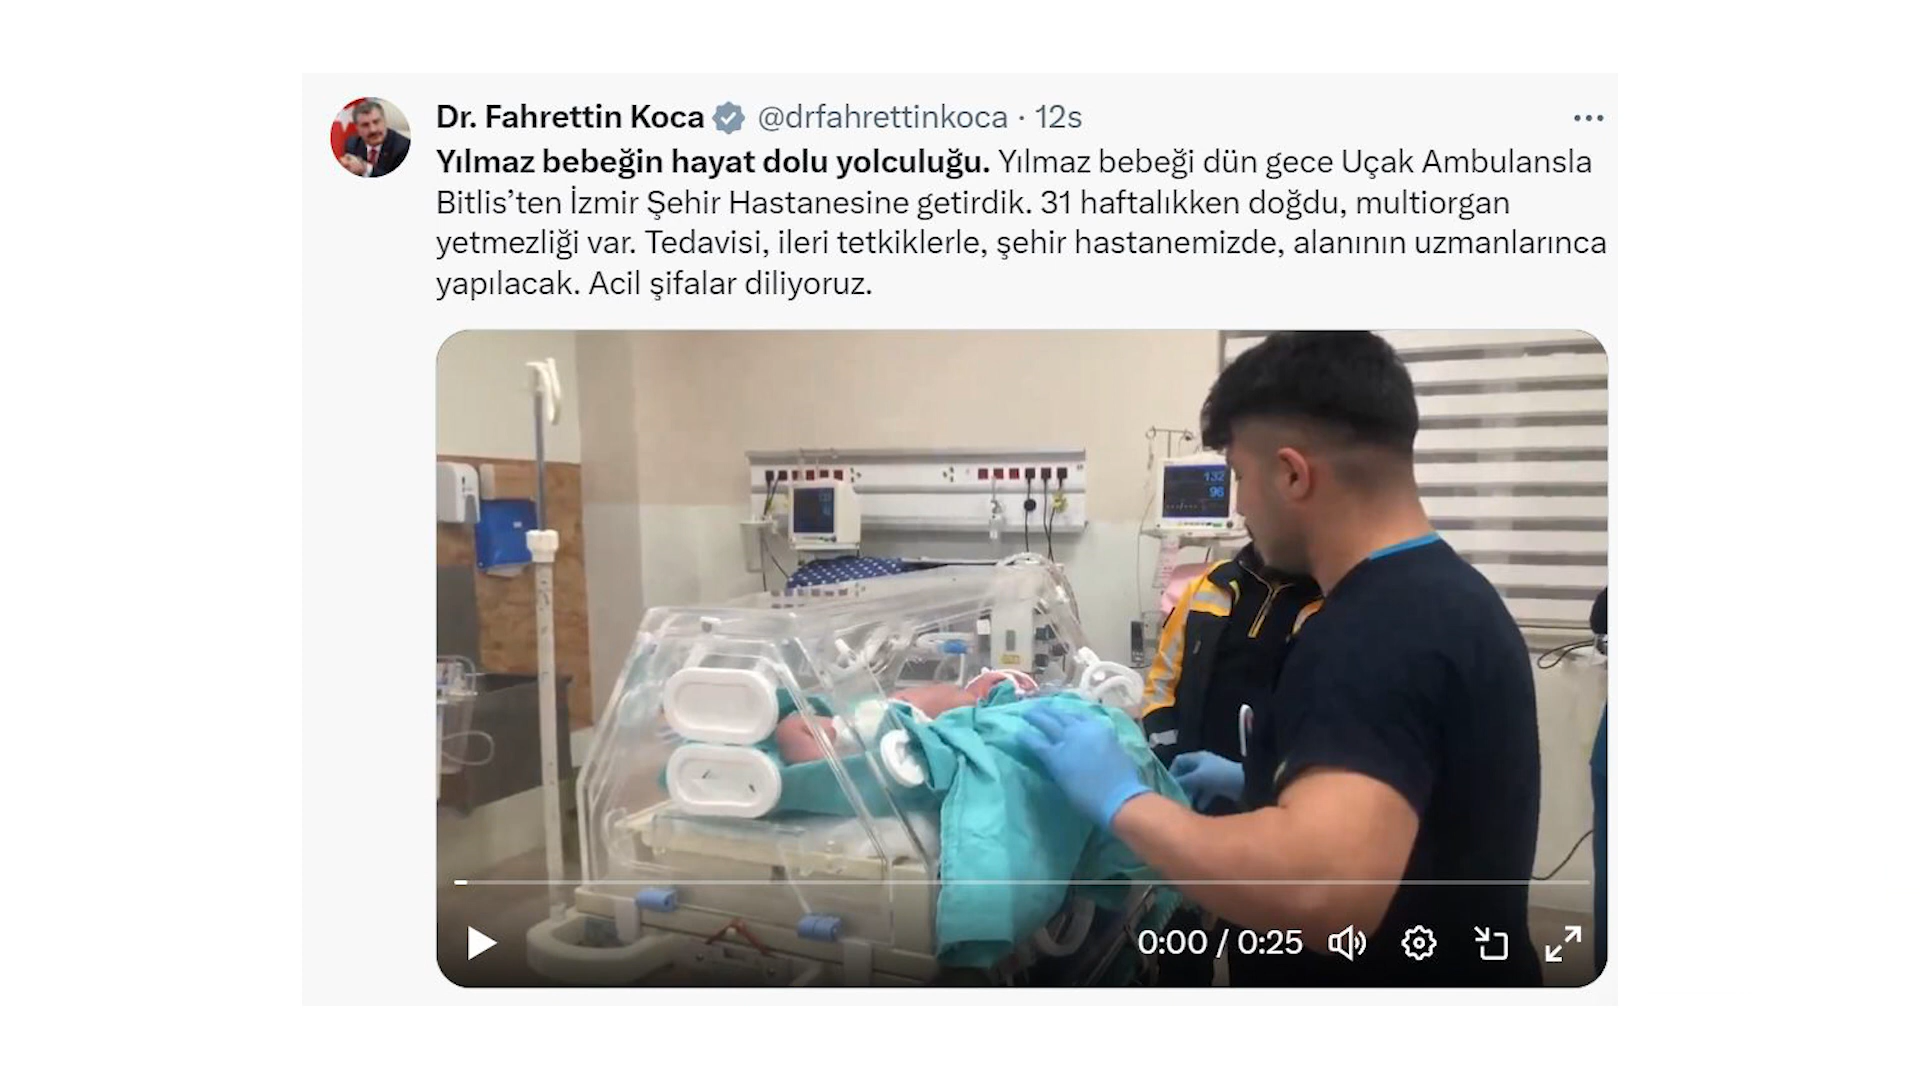 Dr. Fahrettin Koca @drfahrettinkoca · 12s
Yılmaz bebeğin hayat dolu yolculuğu. Yılmaz bebeği dün gece Uçak Ambulansla
Bitlis’ten İzmir Şehir Hastanesine getirdik. 31 haftalıkken doğdu, multiorgan
yetmezliği var. Tedavisi, ileri tetkiklerle, şehir hastanemizde, alanının uzmanlarınca
yapılacak. Acil şifalar diliyoruz.
132
96
0:00 / 0:25